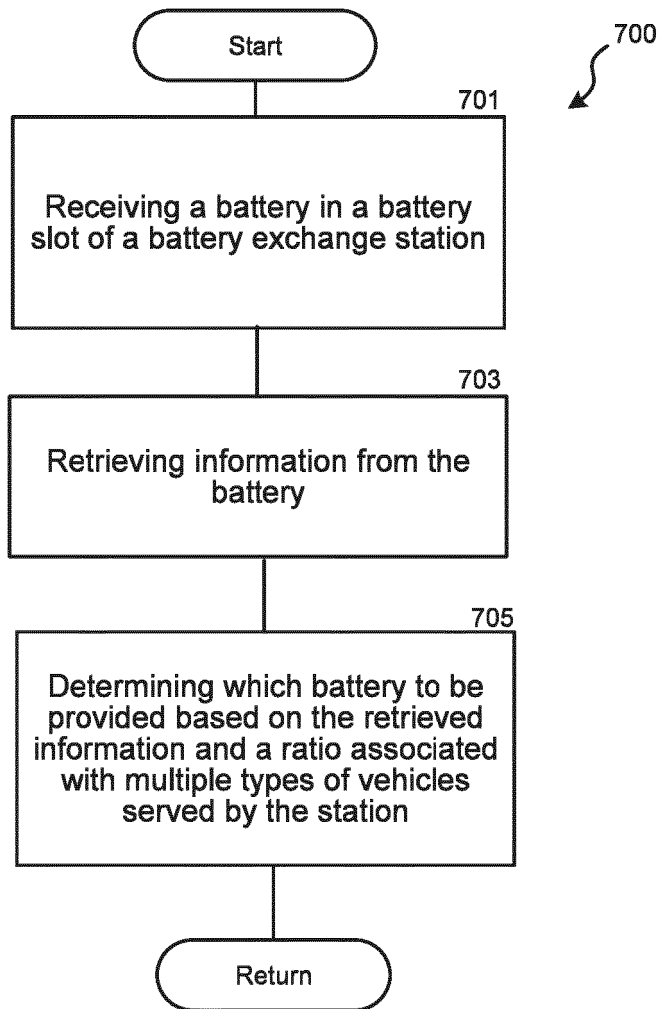 Start
700
701
Receiving a battery in a battery
slot of a battery exchange station
703
Retrieving information from the
battery
705
Determining which battery to be
provided based on the retrieved
information and a ratio associated
with multiple types of vehicles
served by the station
Return